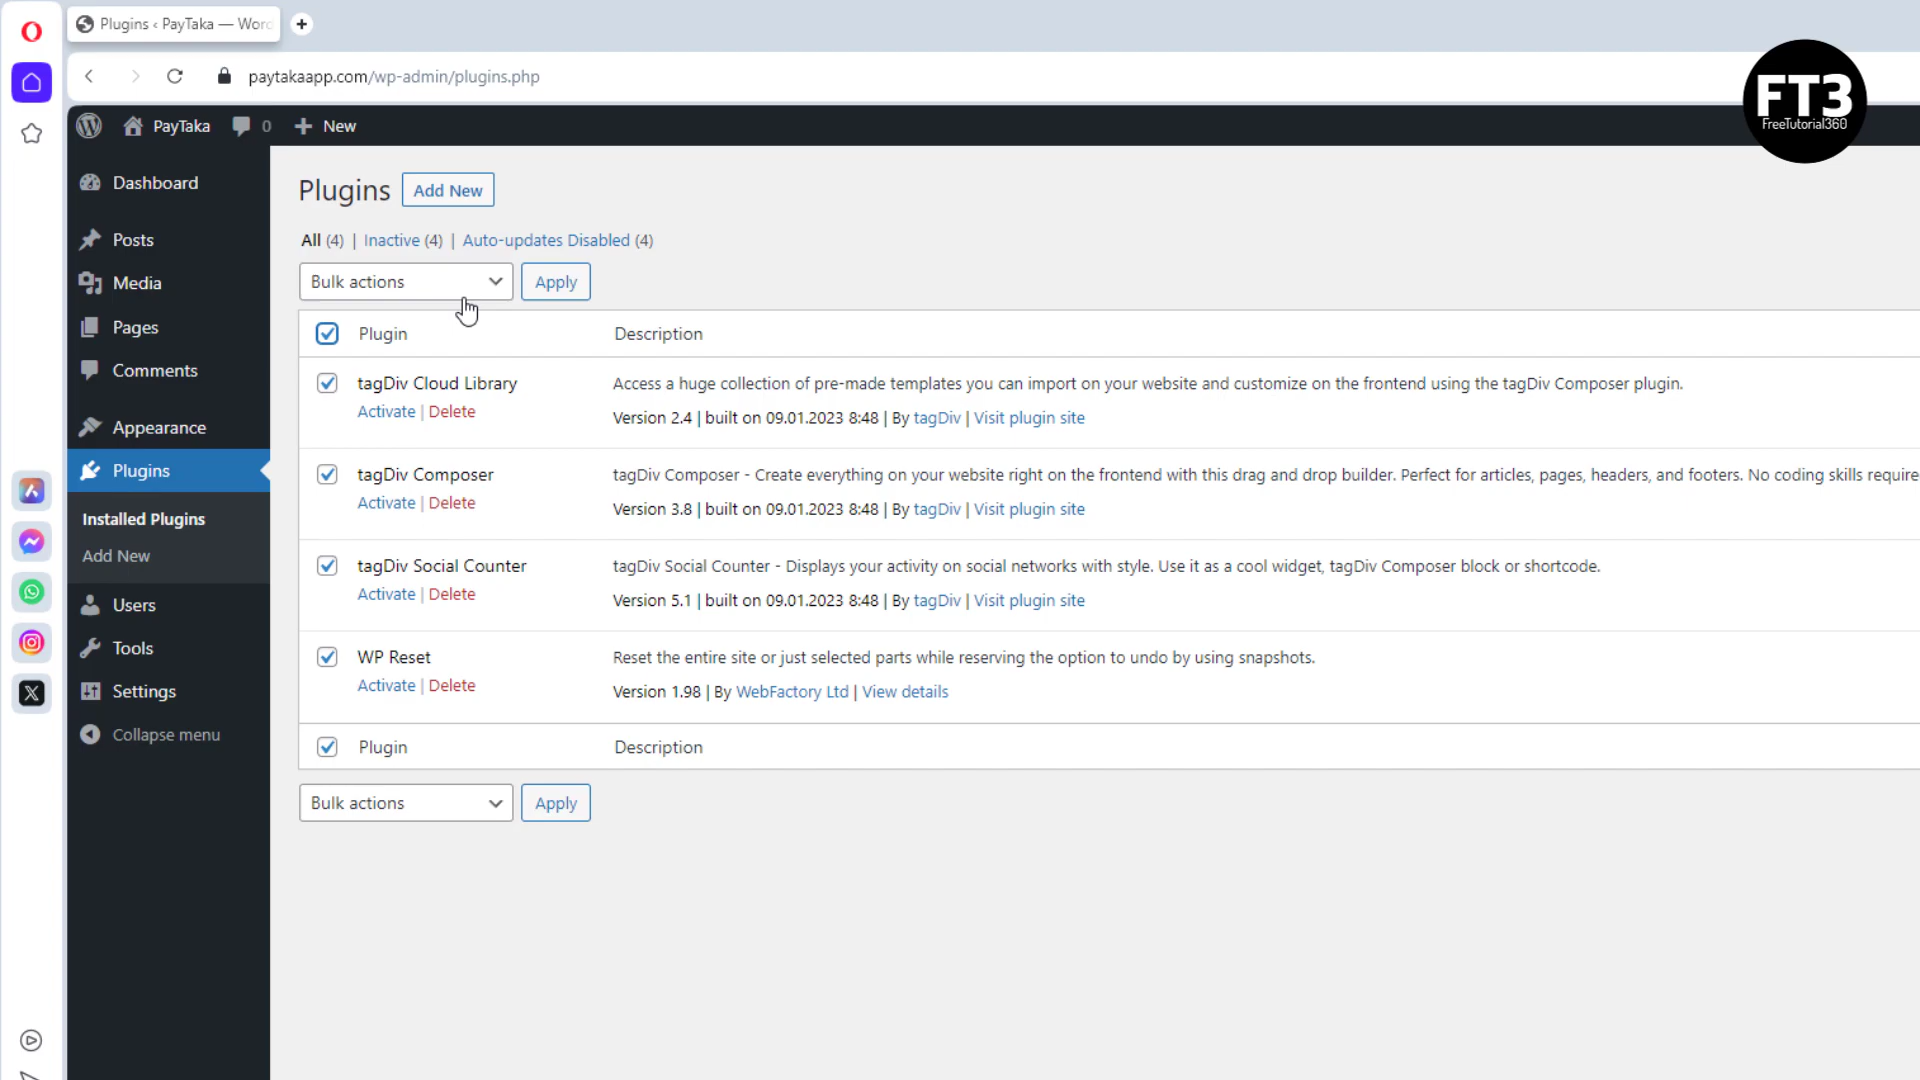 Plugins ‹ PayTaka — Word
paytakaapp.com/wp-admin/plugins.php
FT3
FreeTutorial360
PayTaka 0 New
Dashboard
Posts
Media
Pages
Comments
Appearance
Plugins
Installed Plugins
Add New
Users
Tools
Settings
Collapse menu
Plugins Add New
All (4) | Inactive (4) | Auto-updates Disabled (4)
Bulk actions Apply
Plugin Description
tagDiv Cloud Library Access a huge collection of pre-made templates you can import on your website and customize on the frontend using the tagDiv Composer plugin.
Activate | Delete Version 2.4 | built on 09.01.2023 8:48 | By tagDiv | Visit plugin site
tagDiv Composer tagDiv Composer - Create everything on your website right on the frontend with this drag and drop builder. Perfect for articles, pages, headers, and footers. No coding skills require
Activate | Delete Version 3.8 | built on 09.01.2023 8:48 | By tagDiv | Visit plugin site
tagDiv Social Counter tagDiv Social Counter - Displays your activity on social networks with style. Use it as a cool widget, tagDiv Composer block or shortcode.
Activate | Delete Version 5.1 | built on 09.01.2023 8:48 | By tagDiv | Visit plugin site
WP Reset Reset the entire site or just selected parts while reserving the option to undo by using snapshots.
Activate | Delete Version 1.98 | By WebFactory Ltd | View details
Plugin Description
Bulk actions Apply